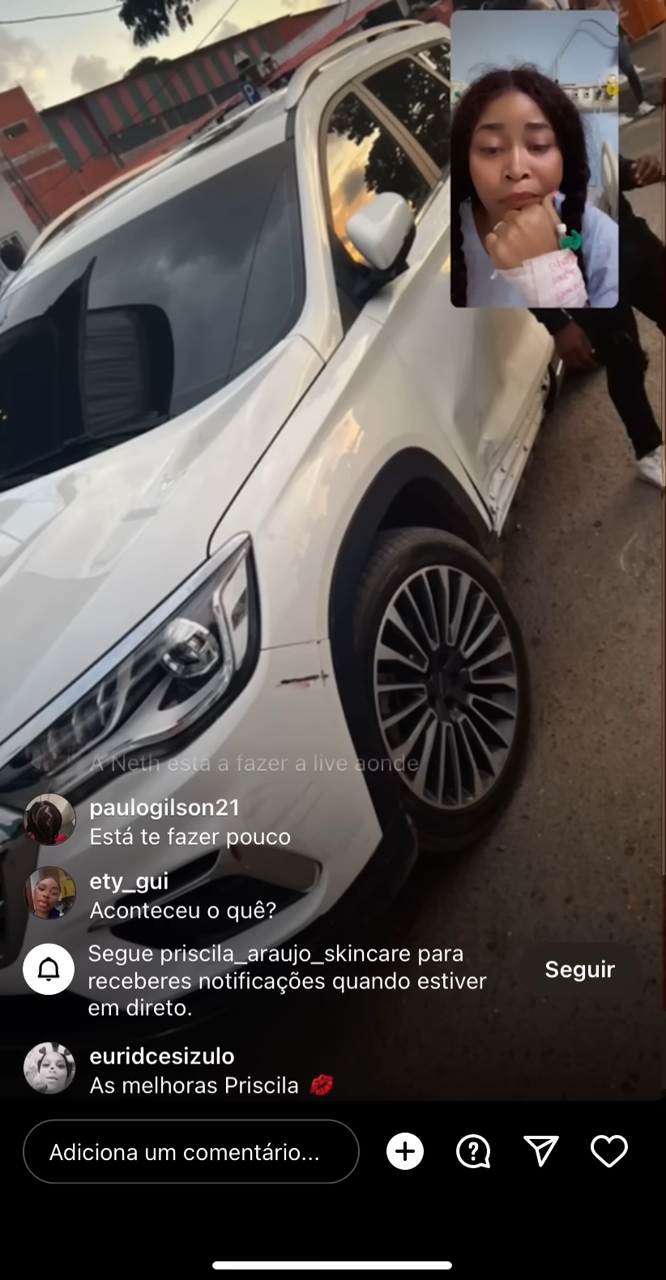 A Neth esta a fazer a live aonde
paulogilson21
Está te fazer pouco
ety_gui
Aconteceu o quê?
Segue priscila_araujo_skincare para
receberes notificações quando estiver
em direto.
Seguir
euridcesizulo
As melhoras Priscila 💋
Adiciona um comentário...